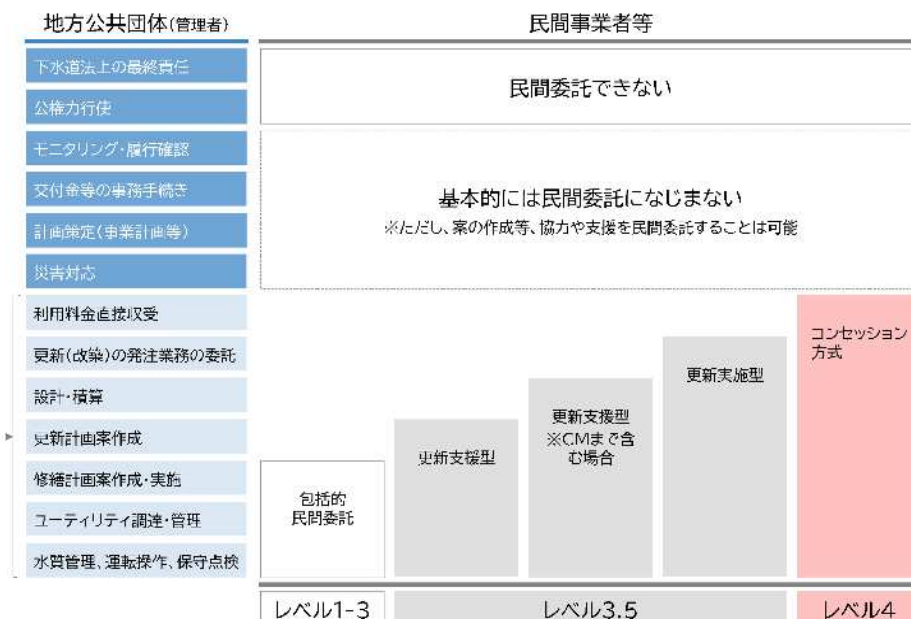 地方公共団体(管理者)
民間事業者等
下水道法上の最終責任
公権力行使
民間委託できない
モニタリング・履行確認
交付金等の事務手続き
計画策定(事業計画等)
災害対応
基本的には民間委託になじまない
※ただし、案の作成等、協力や支援を民間委託することは可能
利用料金直接収受
更新(改築)の発注業務の委託
設計・積算
更新計画案作成
修繕計画案作成・実施
ユーティリティ調達・管理
水質管理、運転操作、保守点検
包括的
民間委託
更新支援型
更新支援型
※CMまで含
む場合
更新実施型
コンセッション
方式
レベル1-3
レベル3.5
レベル4